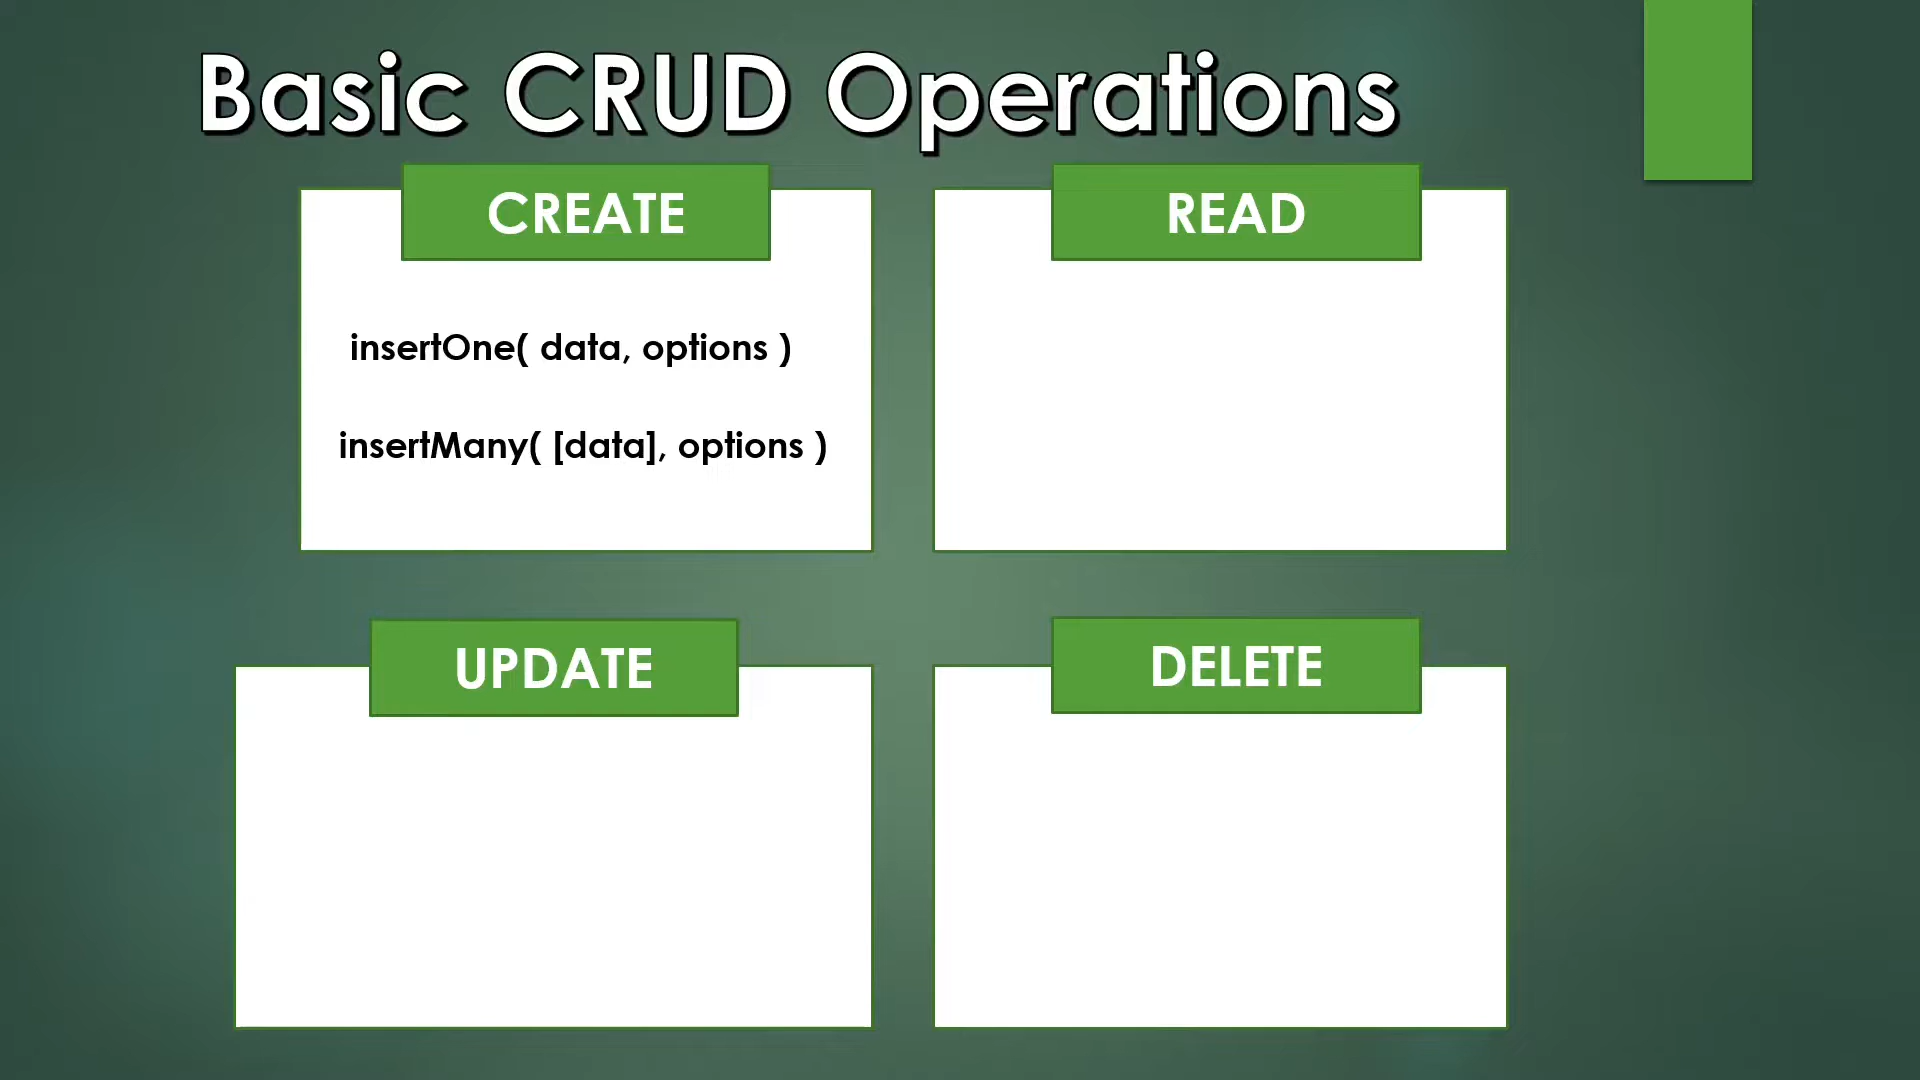 Basic CRUD Operations
CREATE
insertOne( data, options )
insertMany( [data], options )
READ
UPDATE
DELETE